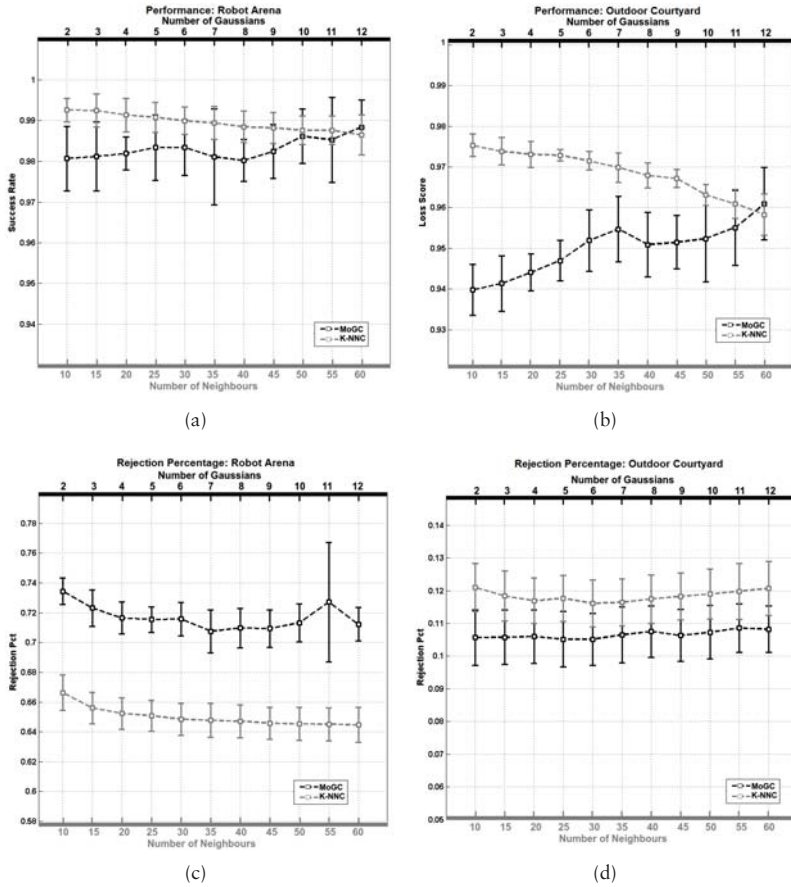 Performance: Robot Arena
Number of Gaussians
2 3 4 5 6 7 8 9 10 11 12
1
0.99
0.98
0.97
0.96
0.95
0.94
Success Rate
MoGC
K-NNC
10 15 20 25 30 35 40 45 50 55 60
Number of Neighbours
(a)
Performance: Outdoor Courtyard
Number of Gaussians
2 3 4 5 6 7 8 9 10 11 12
1
0.99
0.98
0.97
0.96
0.95
0.94
0.93
Loss Score
MoGC
K-NNC
10 15 20 25 30 35 40 45 50 55 60
Number of Neighbours
(b)
Rejection Percentage: Robot Arena
Number of Gaussians
2 3 4 5 6 7 8 9 10 11 12
0.78
0.76
0.74
0.72
0.7
0.68
0.66
0.64
0.62
0.6
0.58
Rejection Pct
MoGC
K-NNC
10 15 20 25 30 35 40 45 50 55 60
Number of Neighbours
(c)
Rejection Percentage: Outdoor Courtyard
Number of Gaussians
2 3 4 5 6 7 8 9 10 11 12
0.14
0.13
0.12
0.11
0.1
0.09
0.08
0.07
0.06
0.05
Rejection Pct
MoGC
K-NNC
10 15 20 25 30 35 40 45 50 55 60
Number of Neighbours
(d)